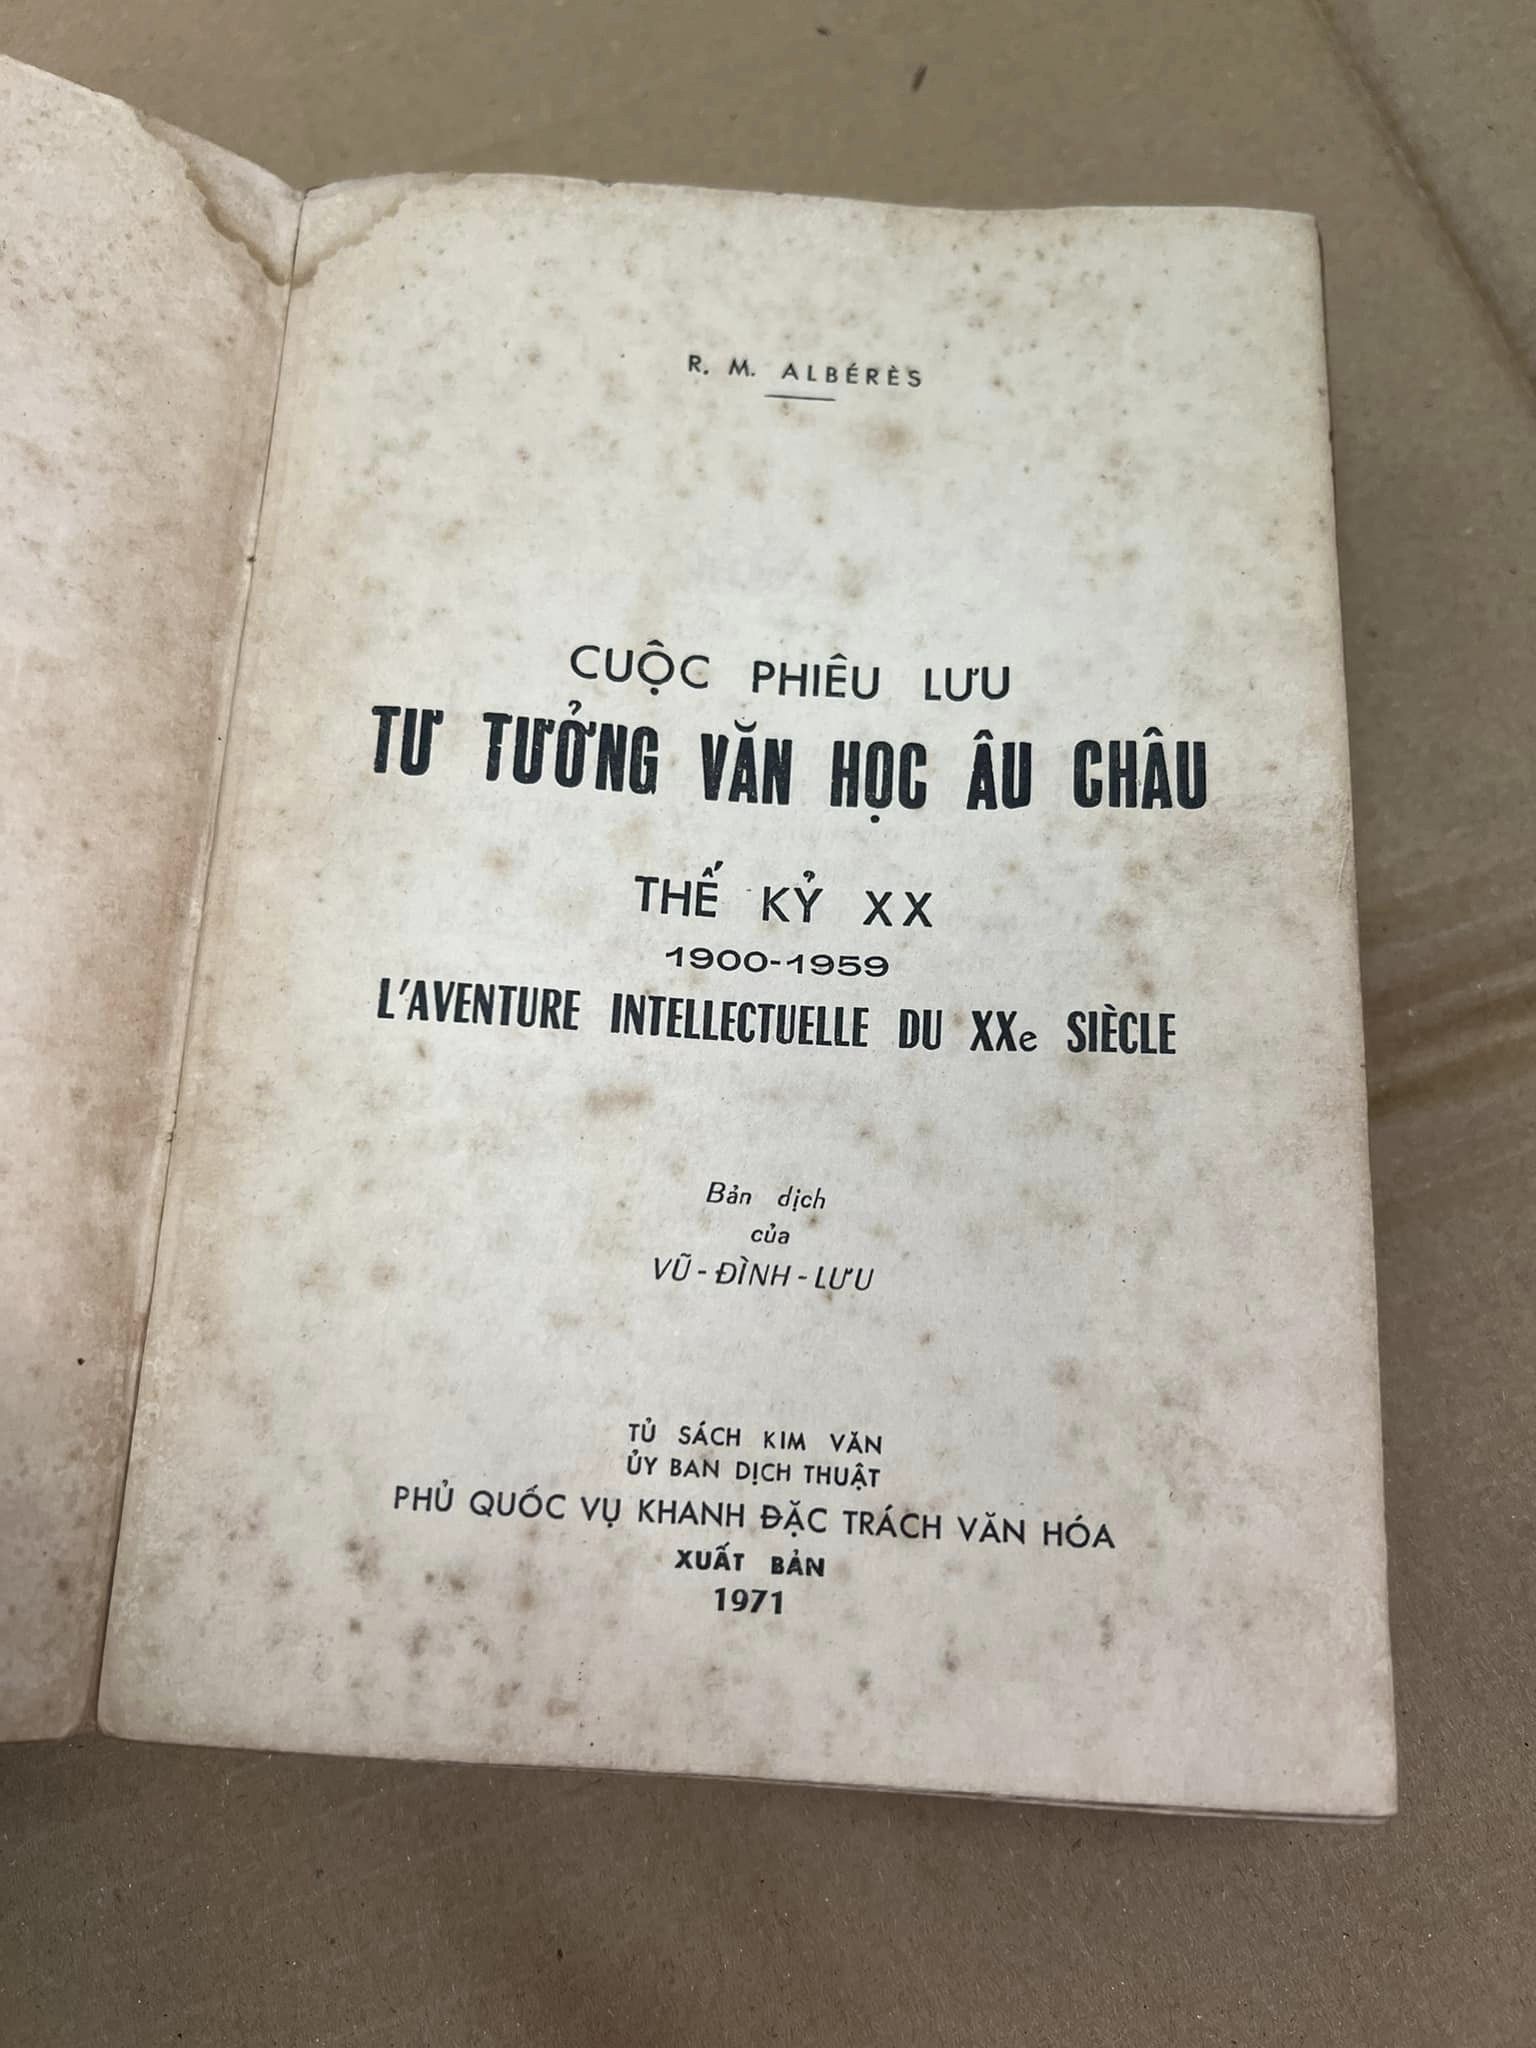 R. M. ALBÉRÈS
CUỘC PHIÊU LƯU
TƯ TƯỞNG VĂN HỌC ÂU CHÂU
THẾ KỶ XX
1900-1959
L'AVENTURE INTELLECTUELLE DU XXe SIÈCLE
Bản dịch
của
VŨ-ĐÌNH-LƯU
TỦ SÁCH KIM VĂN
ỦY BAN DỊCH THUẬT
PHỦ QUỐC VỤ KHANH ĐẶC TRÁCH VĂN HÓA
XUẤT BẢN
1971